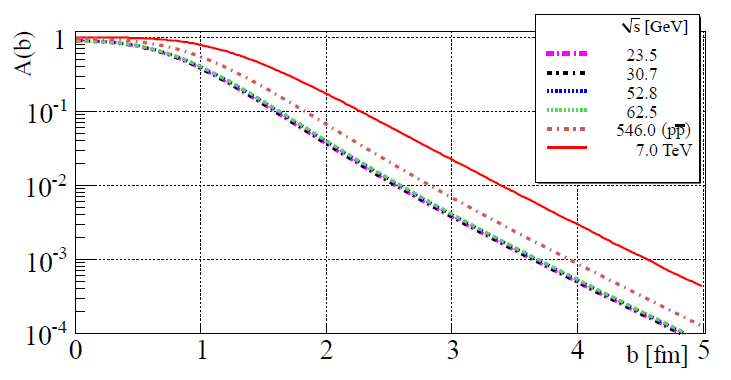 √s [GeV]
23.5
30.7
52.8
62.5
546.0 (pp̅)
7.0 TeV
A(b)
1
10⁻¹
10⁻²
10⁻³
10⁻⁴
0 1 2 3 4 5
b [fm]